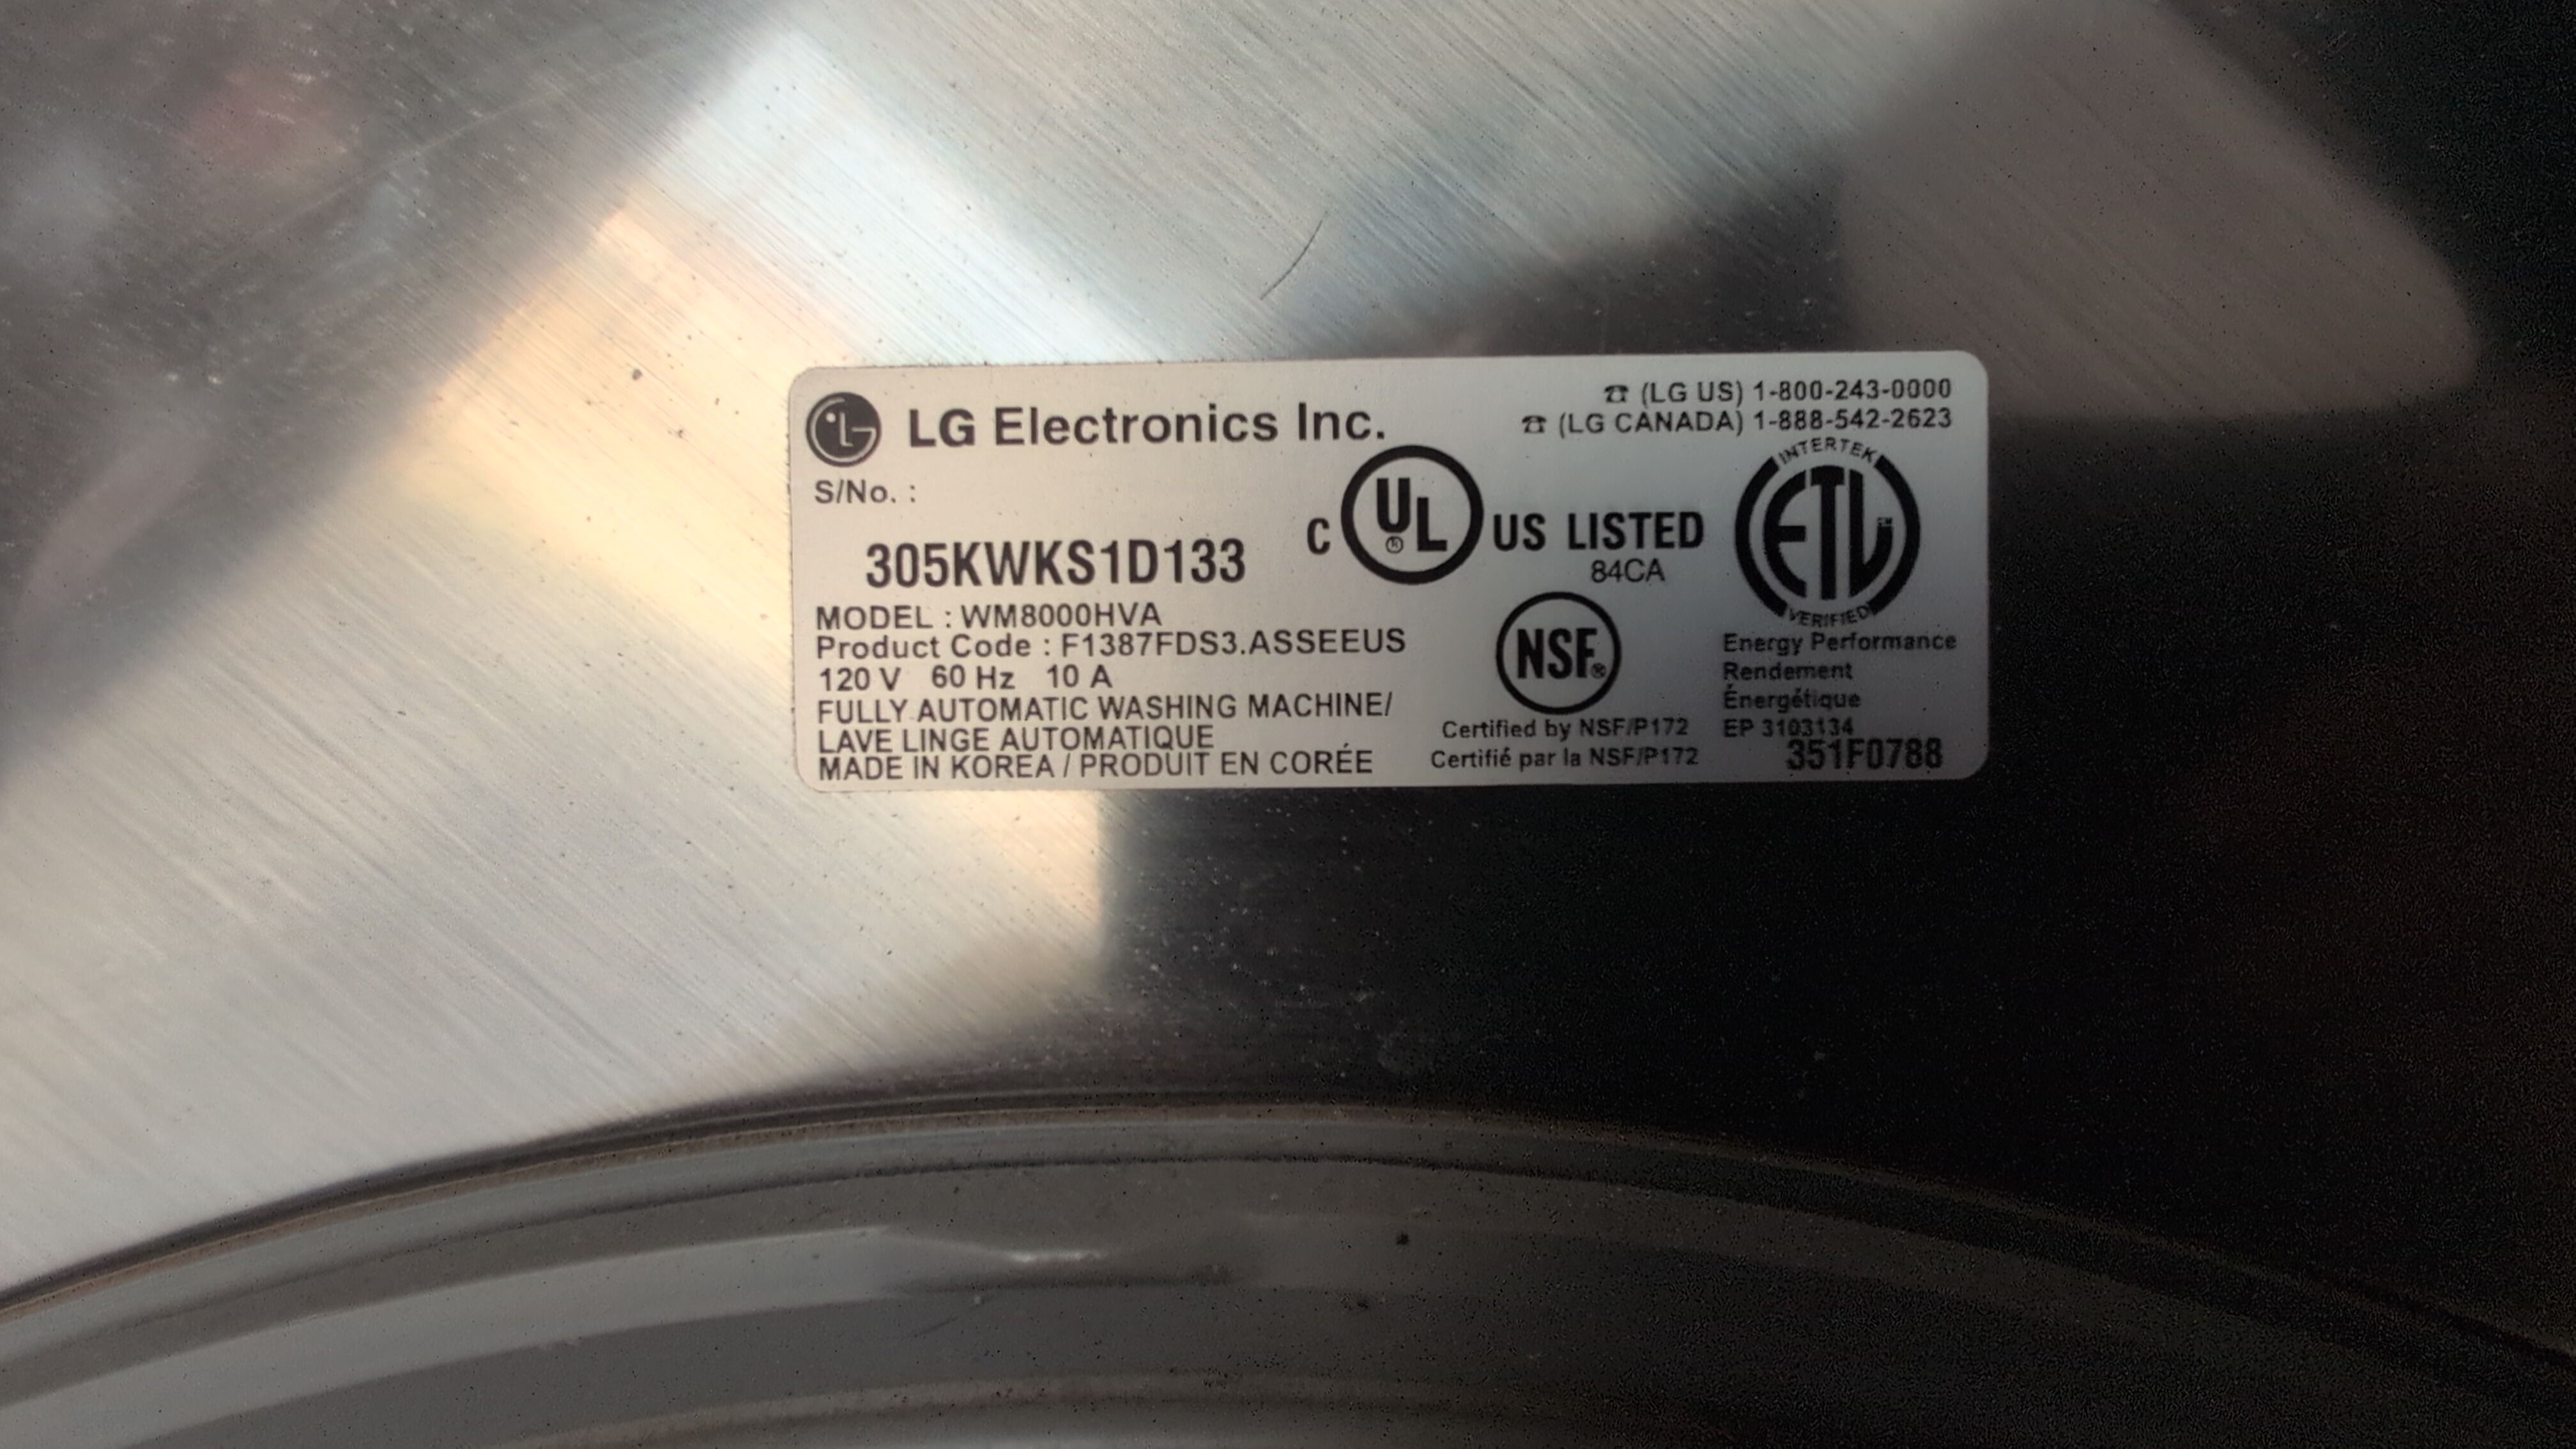 LG LG Electronics Inc.
☎ (LG US) 1-800-243-0000
☎ (LG CANADA) 1-888-542-2623
S/No. :
305KWKS1D133
MODEL : WM8000HVA
Product Code : F1387FDS3.ASSEEUS
120 V 60 Hz 10 A
FULLY AUTOMATIC WASHING MACHINE/
LAVE LINGE AUTOMATIQUE
MADE IN KOREA / PRODUIT EN CORÉE
C UL® US LISTED
84CA
NSF®
Certified by NSF/P172
Certifié par la NSF/P172
INTERTEK
ETL
VERIFIED
Energy Performance
Rendement
Énergétique
EP 3103134
351F0788